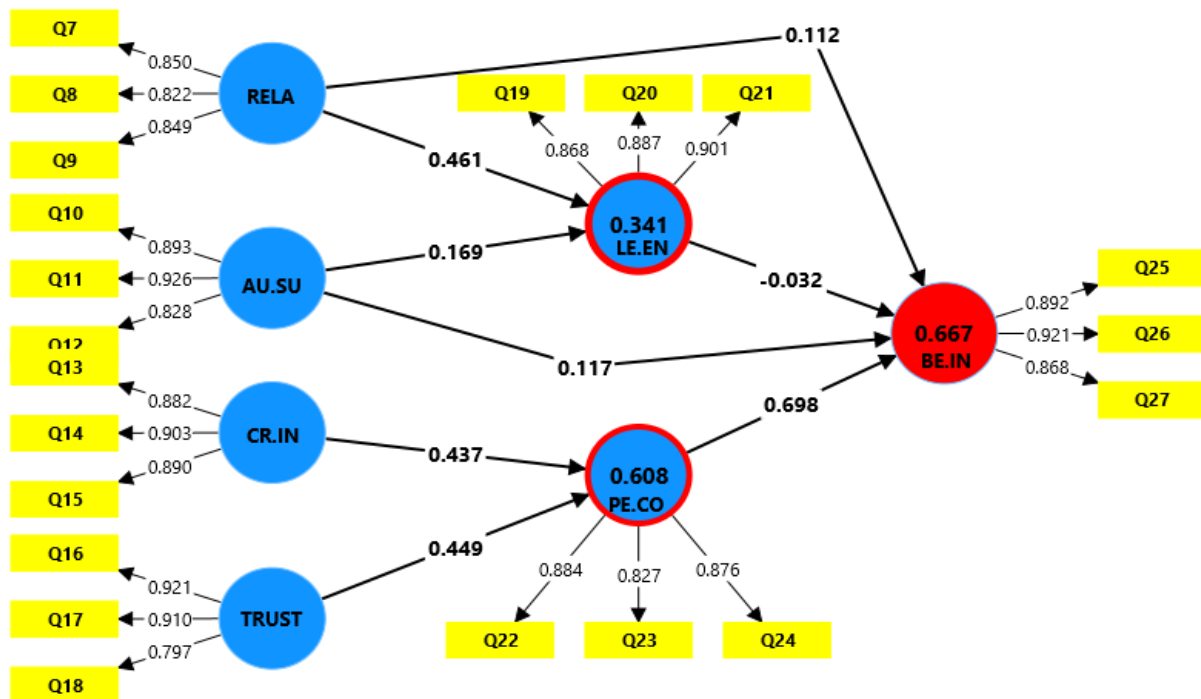 Q7
0.850
Q8
0.822
RELA
0.849
Q9
0.112
Q19
Q20
Q21
0.868
0.887
0.901
0.461
Q10
0.893
Q11
0.926
AU.SU
0.828
Q12
0.169
0.341
LE.EN
-0.032
0.117
Q13
0.882
Q14
0.903
CR.IN
0.890
Q15
0.437
0.667
BE.IN
0.892
Q25
0.921
Q26
0.868
Q27
0.698
0.608
PE.CO
0.449
Q16
0.921
Q17
0.910
TRUST
0.797
Q18
0.884
0.827
0.876
Q22
Q23
Q24